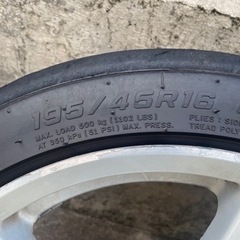 195/45R16
MAX. LOAD 500 kg (1102 LBS)
AT 350 kPa (51 PSI) MAX. PRESS.
PLIES :
TREAD